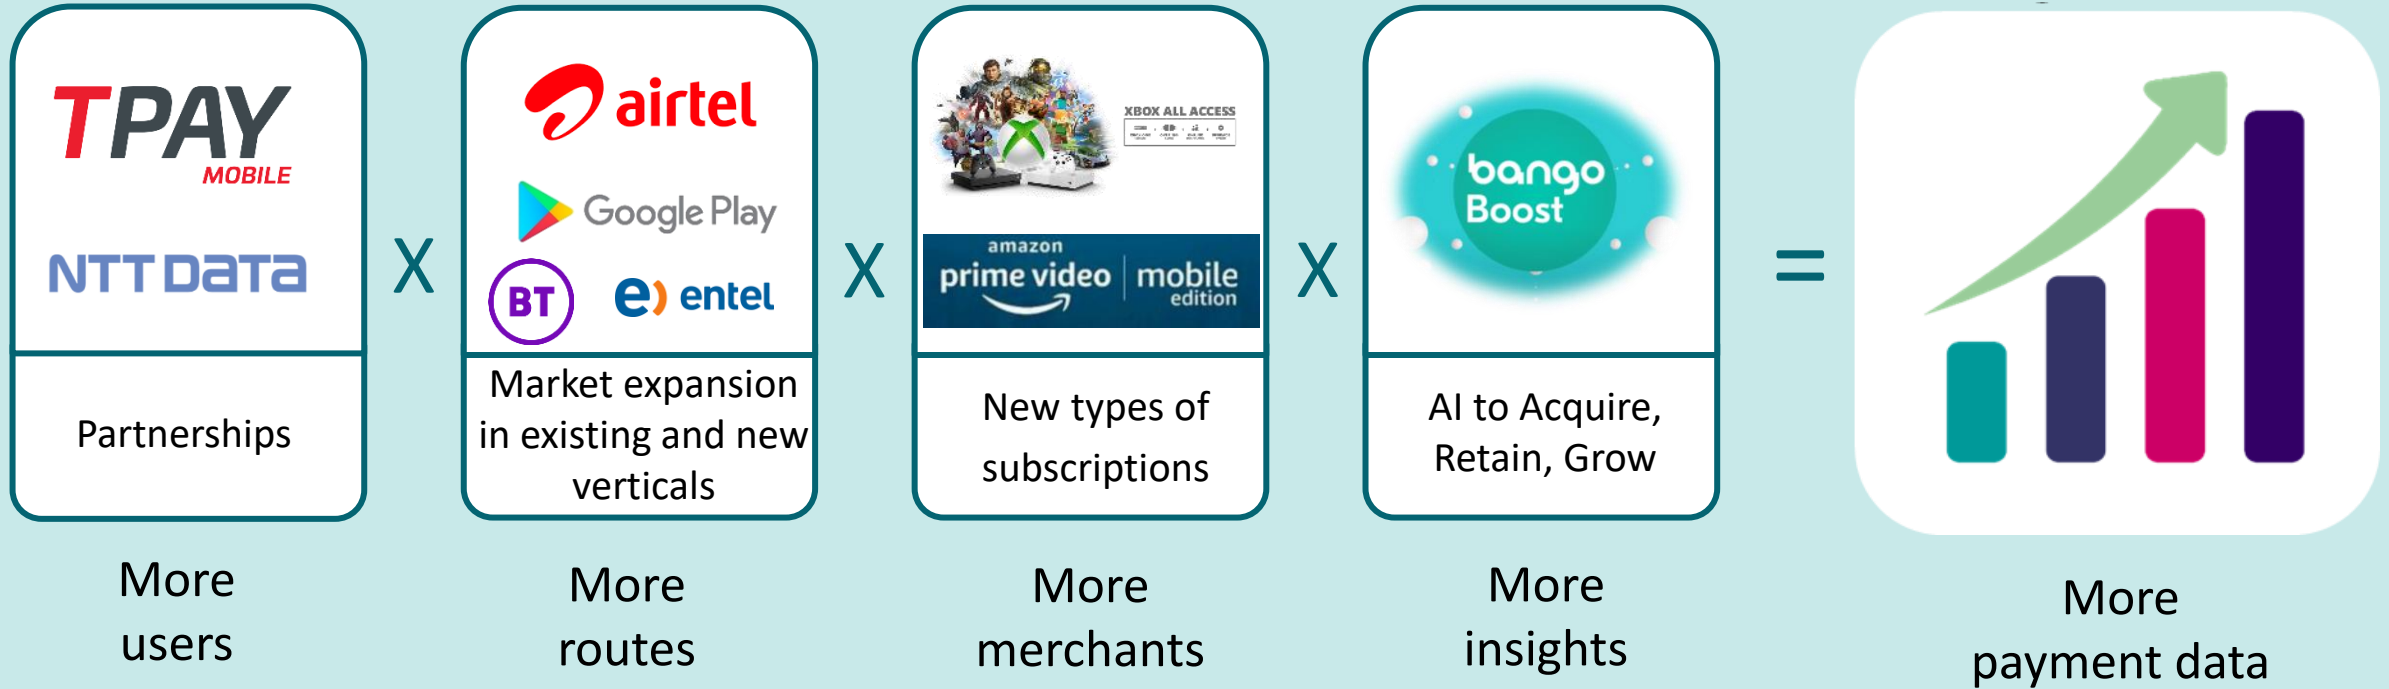 TPAY
MOBILE
NTT DATA
Partnerships
More
users
X
airtel
Google Play
BT
e) entel
Market expansion
in existing and new
verticals
More
routes
X
XBOX ALL ACCESS
amazon
prime video
mobile
edition
New types of
subscriptions
More
merchants
X
bango
Boost
AI to Acquire,
Retain, Grow
More
insights
=
More
payment data